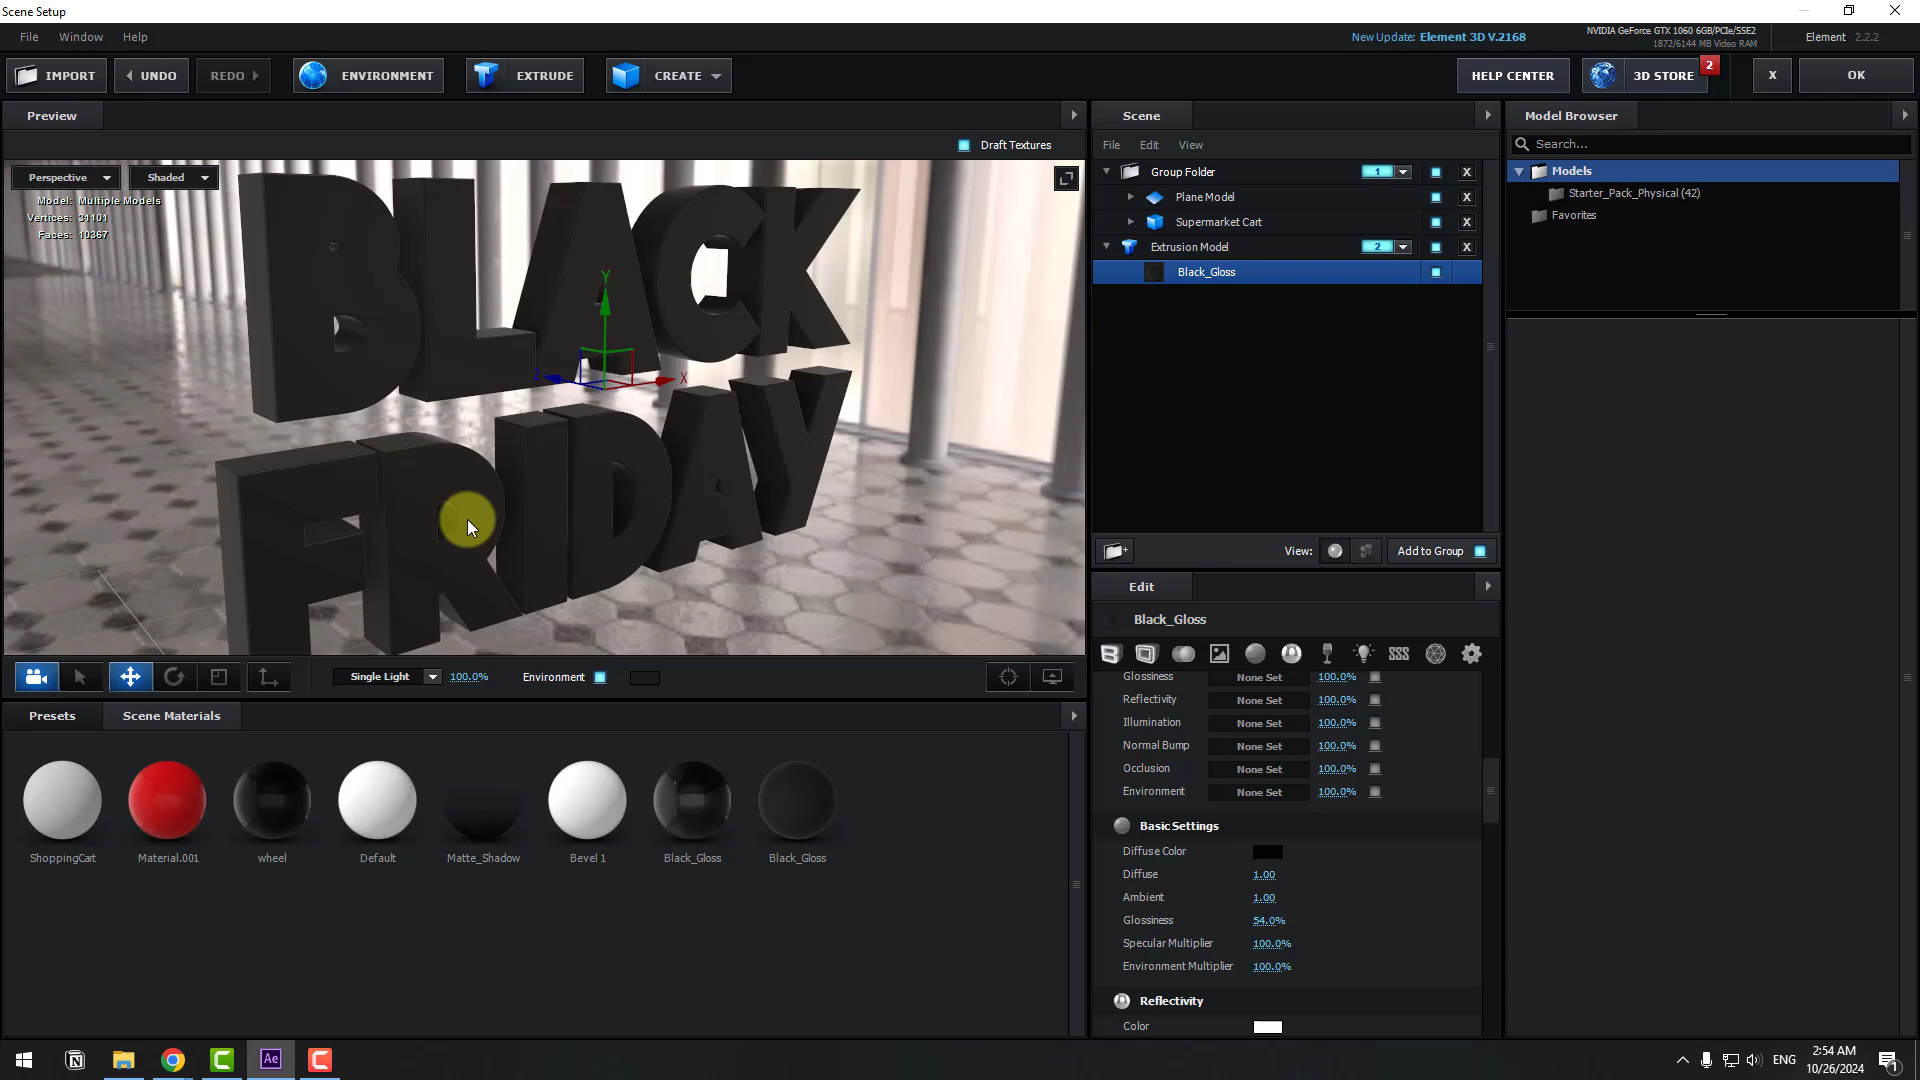 Scene Setup
File Window Help
New Update: Element 3D V.2168
NVIDIA GeForce GTX 1060 6GB/PCIe/SSE2
1872/6144 MB Video RAM
Element 2.2.2
IMPORT UNDO REDO ENVIRONMENT EXTRUDE CREATE HELP CENTER 3D STORE 2 X OK
Preview
Draft Textures
Perspective Shaded
Model: Multiple Models
Vertices: 31101
Faces: 10367
BLACK
FRIDAY
Y
Z X
Single Light 100.0% Environment
Presets Scene Materials
ShoppingCart Material.001 wheel Default Matte_Shadow Bevel 1 Black_Gloss Black_Gloss
Scene
File Edit View
Group Folder 1 X
Plane Model X
Supermarket Cart X
Extrusion Model 2 X
Black_Gloss
View: Add to Group
Edit
Black_Gloss
Glossiness None Set 100.0%
Reflectivity None Set 100.0%
Illumination None Set 100.0%
Normal Bump None Set 100.0%
Occlusion None Set 100.0%
Environment None Set 100.0%
Basic Settings
Diffuse Color
Diffuse 1.00
Ambient 1.00
Glossiness 54.0%
Specular Multiplier 100.0%
Environment Multiplier 100.0%
Reflectivity
Color
Model Browser
Search...
Models
Starter_Pack_Physical (42)
Favorites
Ae
ENG
2:54 AM
10/26/2024
1